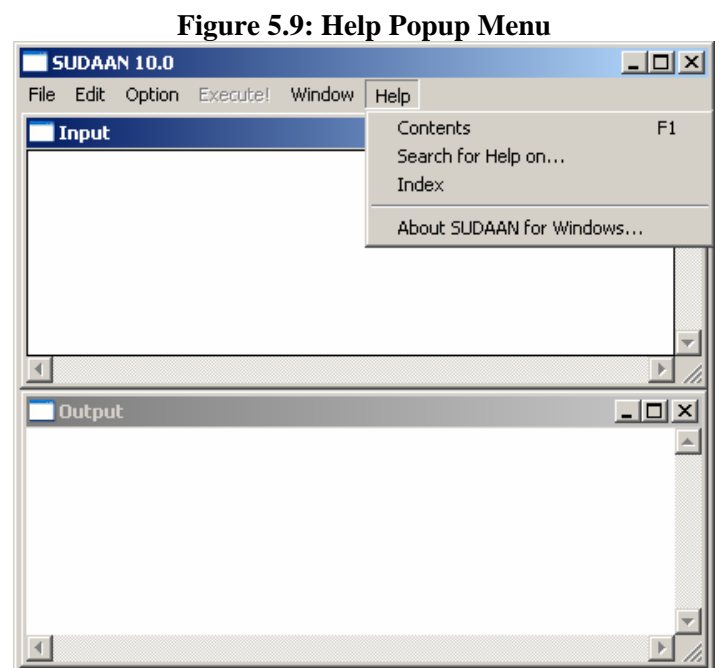 Figure 5.9: Help Popup Menu
SUDAAN 10.0
File Edit Option Execute! Window Help
Input
Contents F1
Search for Help on...
Index
About SUDAAN for Windows...
Output